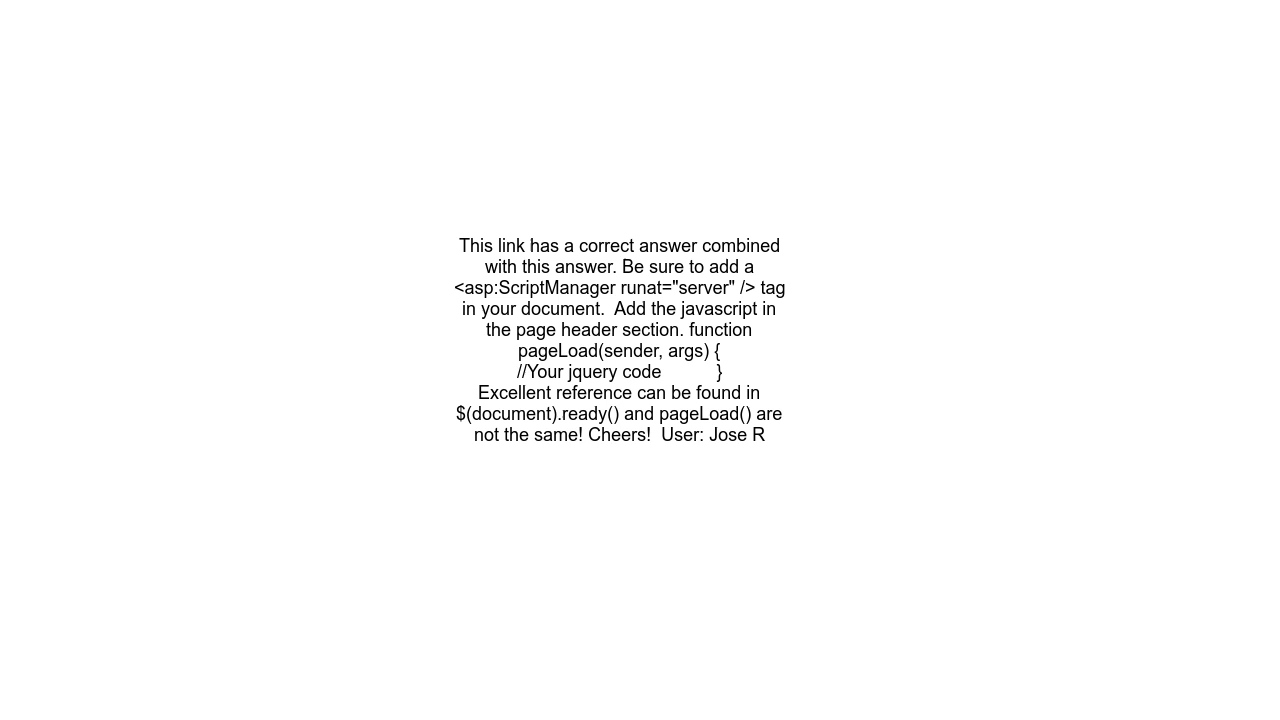 This link has a correct answer combined
with this answer. Be sure to add a
<asp:ScriptManager runat="server" /> tag
in your document.  Add the javascript in
the page header section. function
pageLoad(sender, args) {
//Your jquery code           }
Excellent reference can be found in
$(document).ready() and pageLoad() are
not the same! Cheers!  User: Jose R